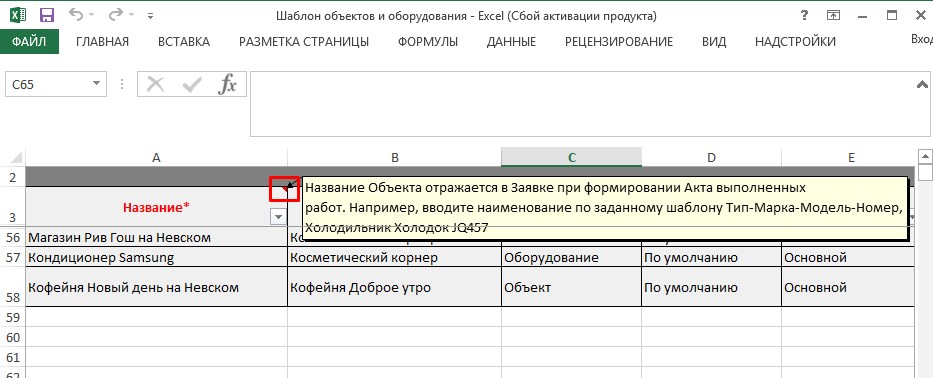 Шаблон объектов и оборудования - Excel (Сбой активации продукта)
ФАЙЛ ГЛАВНАЯ ВСТАВКА РАЗМЕТКА СТРАНИЦЫ ФОРМУЛЫ ДАННЫЕ РЕЦЕНЗИРОВАНИЕ ВИД НАДСТРОЙКИ Вход
C65 fx
A B C D E
2
3 Название*
Название Объекта отражается в Заявке при формировании Акта выполненных
работ. Например, вводите наименование по заданному шаблону Тип-Марка-Модель-Номер,
Холодильник Холодок JQ457
56 Магазин Рив Гош на Невском
57 Кондиционер Samsung Косметический корнер Оборудование По умолчанию Основной
58 Кофейня Новый день на Невском Кофейня Доброе утро Объект По умолчанию Основной
59
60
61
62